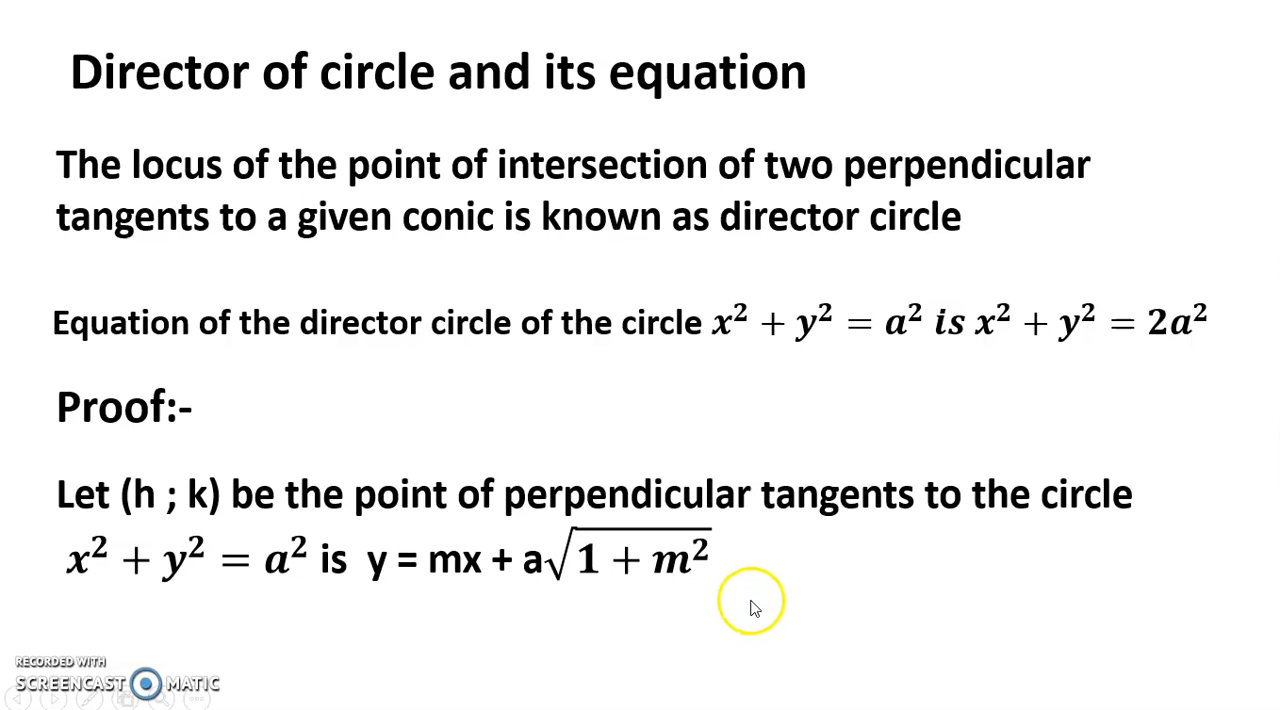 Director of circle and its equation
The locus of the point of intersection of two perpendicular
tangents to a given conic is known as director circle
Equation of the director circle of the circle x² + y² = a² is x² + y² = 2a²
Proof:-
Let (h ; k) be the point of perpendicular tangents to the circle
x² + y² = a² is y = mx + a√1 + m²
RECORDED WITH
SCREENCAST MATIC